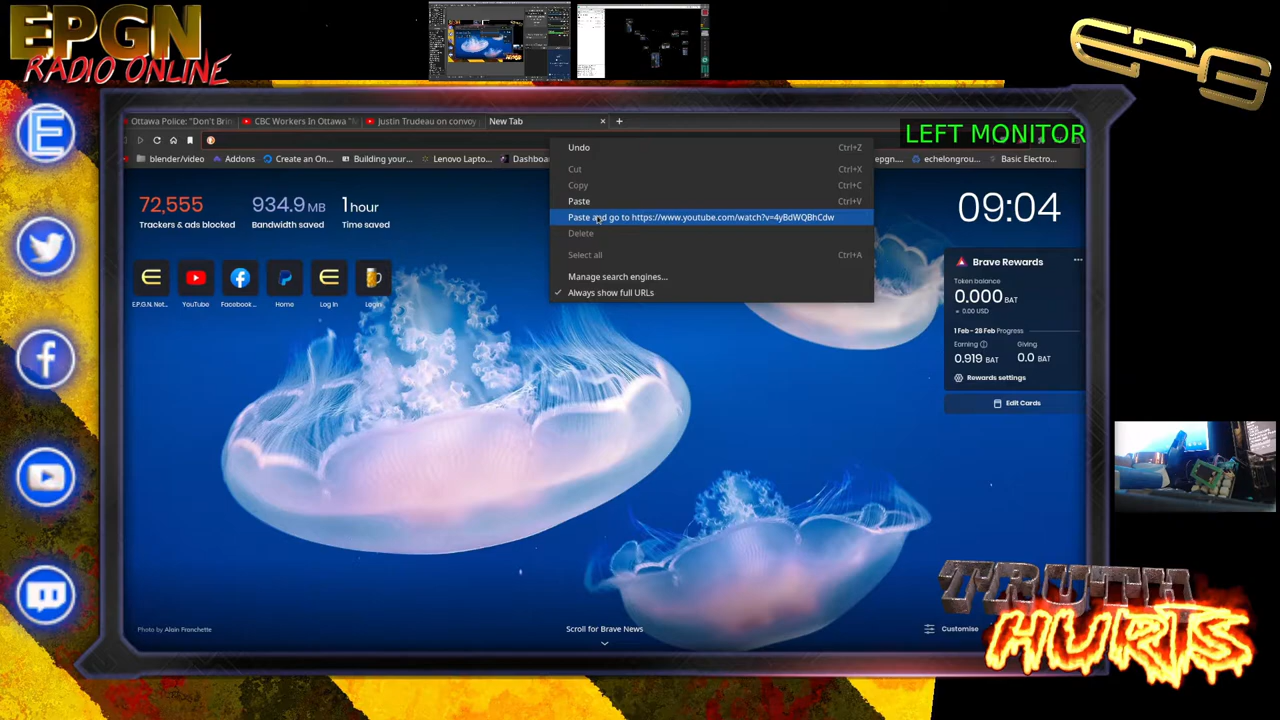 EPGN
RADIO ONLINE
EPG
Ottawa Police: "Don't Brin
CBC Workers In Ottawa "
Justin Trudeau on convoy
New Tab
LEFT MONITOR
blender/video
Addons
Create an On...
Building your...
Lenovo Lapto...
Dashboa
epgn....
echelongrou...
Basic Electro...
Undo Ctrl+Z
Cut Ctrl+X
Copy Ctrl+C
Paste Ctrl+V
Paste and go to https://www.youtube.com/watch?v=4yBdWQBhCdw
Delete
Select all Ctrl+A
Manage search engines...
Always show full URLs
72,555
Trackers & ads blocked
934.9 MB
Bandwidth saved
1 hour
Time saved
09:04
E.P.G.N. Net...
YouTube
Facebook...
Home
Log In
Login
Brave Rewards
Token balance
0.000 BAT
= 0.00 USD
1 Feb - 28 Feb Progress
Earning
Giving
0.919 BAT
0.0 BAT
Rewards settings
Edit Cards
Photo by Alain Franchette
Scroll for Brave News
Customise
TRUTH
HURTS